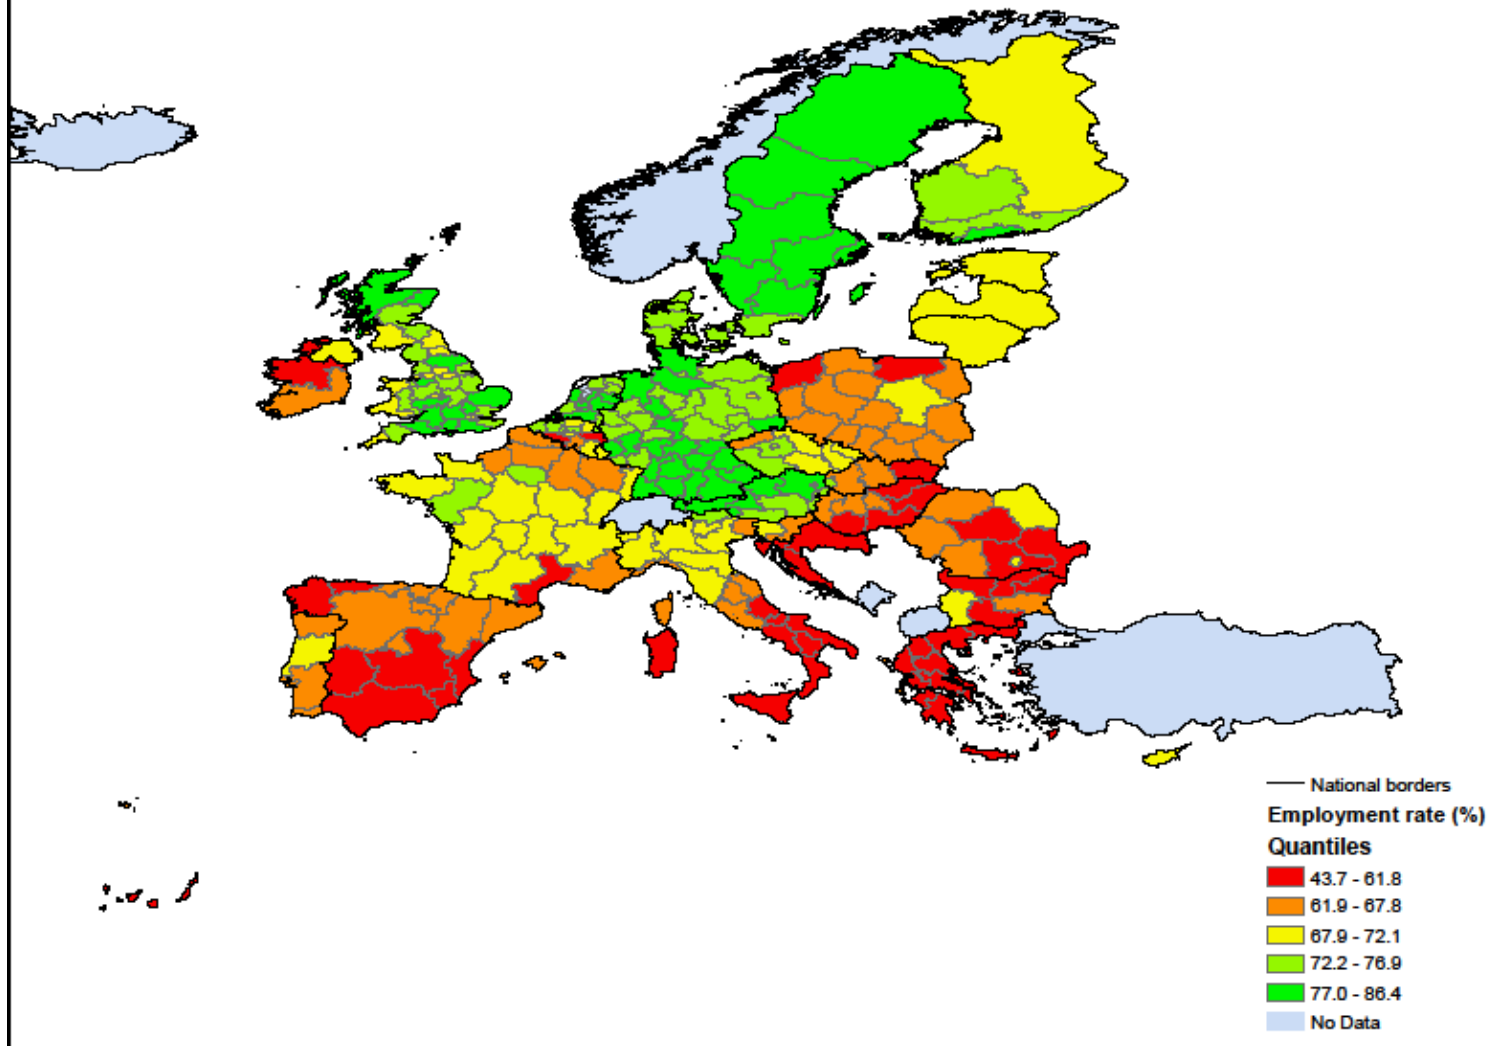 National borders
Employment rate (%)
Quantiles
43.7 - 61.8
61.9 - 67.8
67.9 - 72.1
72.2 - 76.9
77.0 - 86.4
No Data